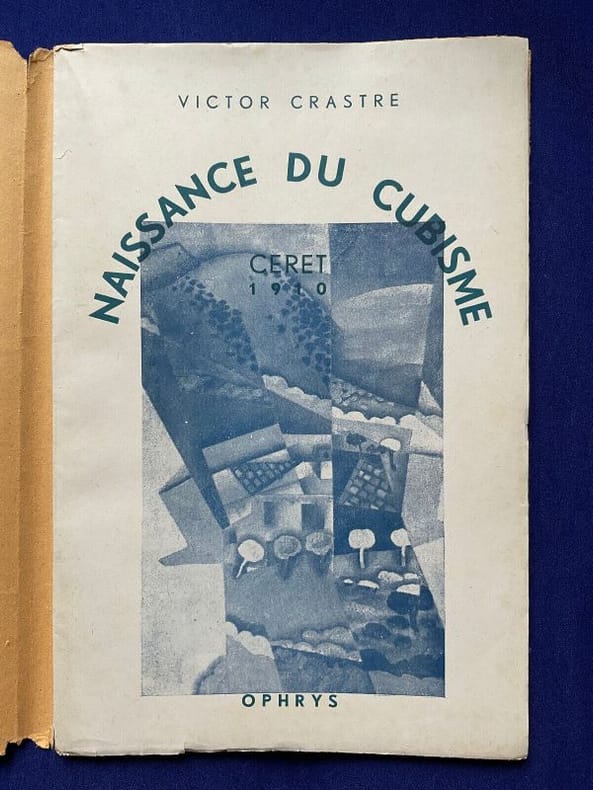 VICTOR CRASTRE
NAISSANCE DU CUBISME
CERET
1910
OPHRYS